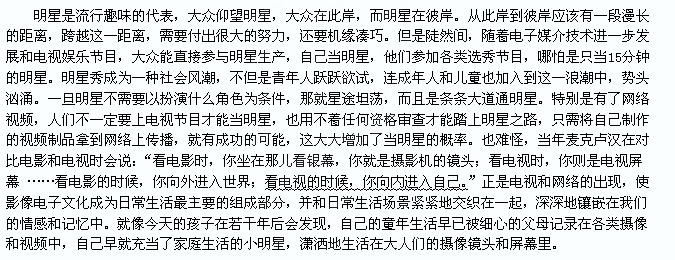 明星是流行趣味的代表，大众仰望明星，大众在此岸，而明星在彼岸。从此岸到彼岸应该有一段漫长
的距离，跨越这一距离，需要付出很大的努力，还要机缘凑巧。但是陡然间，随着电子媒介技术进一步发
展和电视娱乐节目，大众能直接参与明星生产，自己当明星，他们参加各类选秀节目，哪怕是只当15分钟
的明星。明星秀成为一种社会风潮，不但是青年人跃跃欲试，连成年人和儿童也加入到这一浪潮中，势头
汹涌。一旦明星不需要以扮演什么角色为条件，那就星途坦荡，而且是条条大道通明星。特别是有了网络
视频，人们不一定要上电视节目才能当明星，也用不着任何资格审查才能踏上明星之路，只需将自己制作
的视频制品拿到网络上传播，就有成功的可能，这大大增加了当明星的概率。也难怪，当年麦克卢汉在对
比电影和电视时会说：“看电影时，你坐在那儿看银幕，你就是摄影机的镜头；看电视时，你则是电视屏
幕 ……看电影的时候，你向外进入世界；看电视的时候，你向内进入自己。”正是电视和网络的出现，使
影像电子文化成为日常生活最主要的组成部分，并和日常生活场景紧紧地交织在一起，深深地镶嵌在我们
的情感和记忆中。就像今天的孩子在若干年后会发现，自己的童年生活早已被细心的父母记录在各类摄像
和视频中，自己早就充当了家庭生活的小明星，潇洒地生活在大人们的摄像镜头和屏幕里。